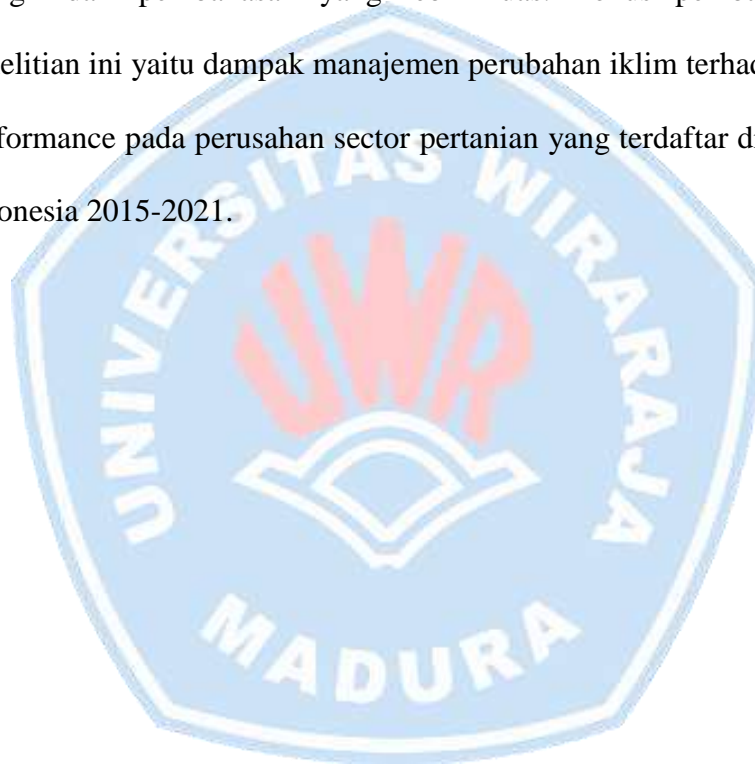 elitian ini yaitu dampak manajemen perubahan iklim terhad
formance pada perusahan sector pertanian yang terdaftar di
onesia 2015-2021.
UNIVERSITAS WIRARAJA
UWR
MADURA